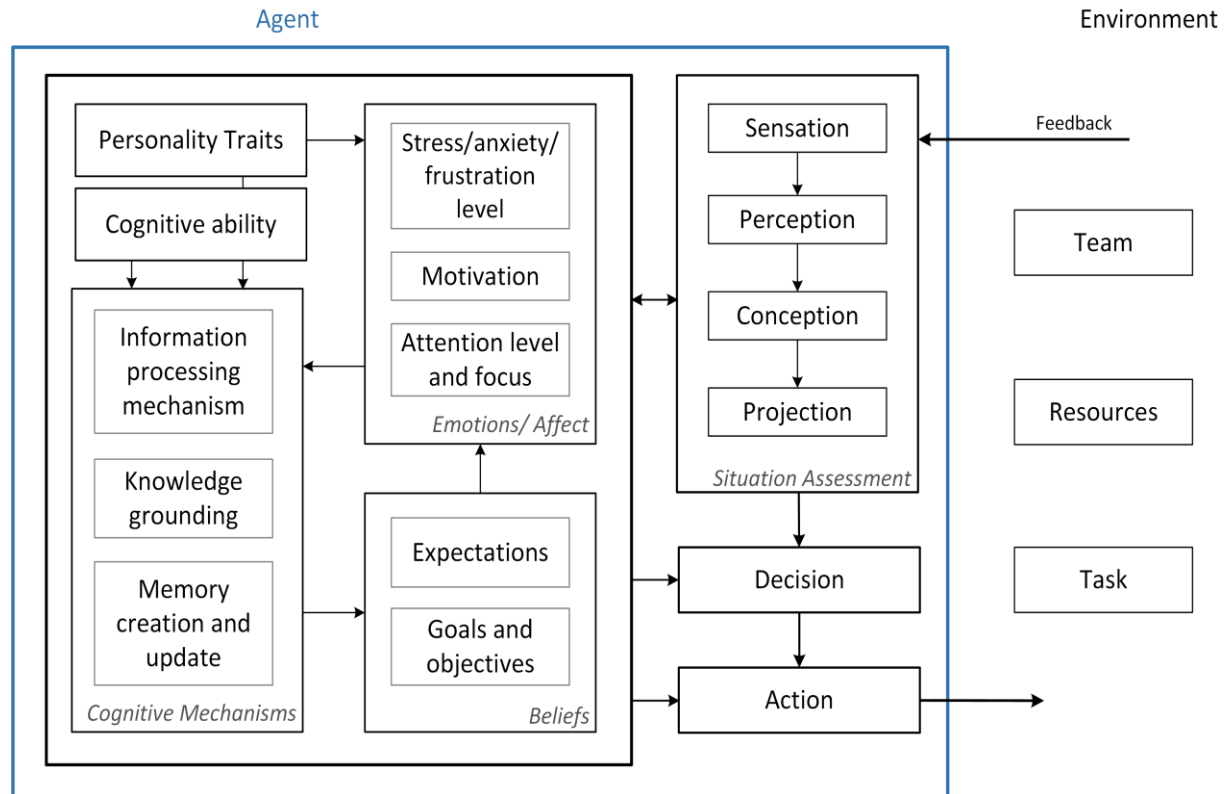 Agent
Environment
Personality Traits
Cognitive ability
Information
processing
mechanism
Knowledge
grounding
Memory
creation and
update
Cognitive Mechanisms
Stress/anxiety/
frustration
level
Motivation
Attention level
and focus
Emotions/ Affect
Expectations
Goals and
objectives
Beliefs
Sensation
Perception
Conception
Projection
Situation Assessment
Decision
Action
Feedback
Team
Resources
Task